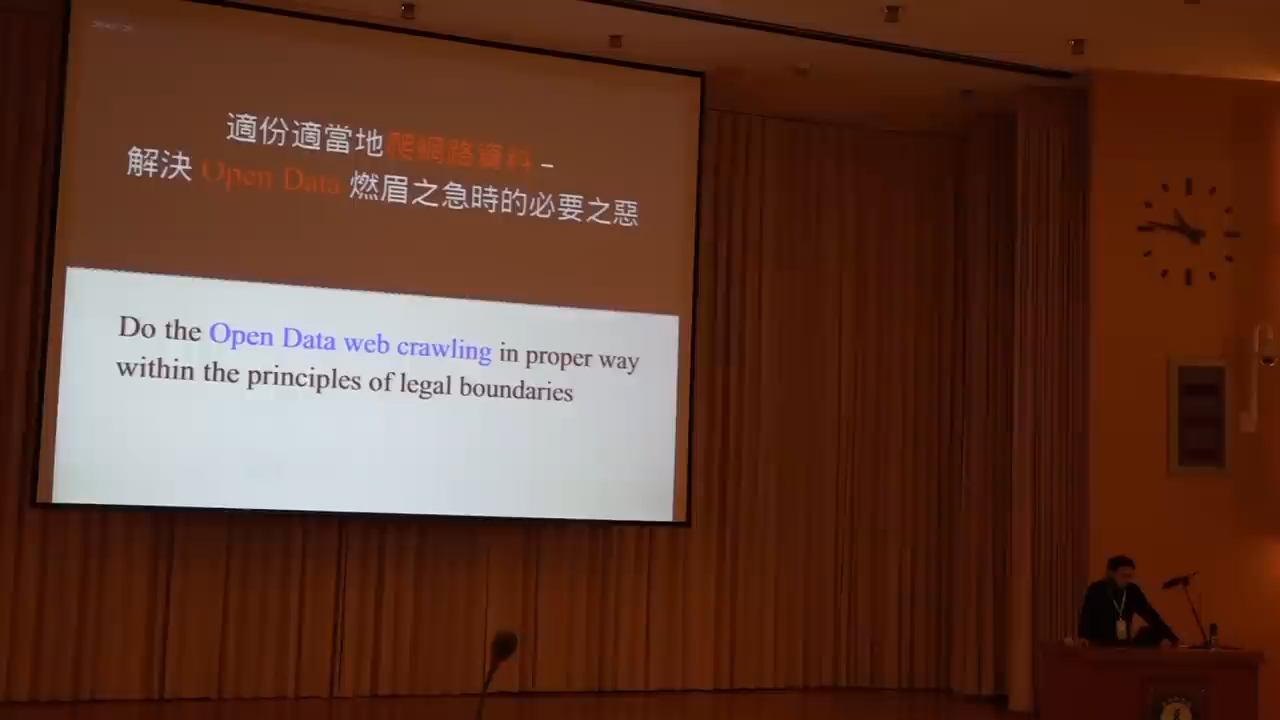 適份適當地爬網路資料 –
解決 Open Data 燃眉之急時的必要之惡
Do the Open Data web crawling in proper way
within the principles of legal boundaries